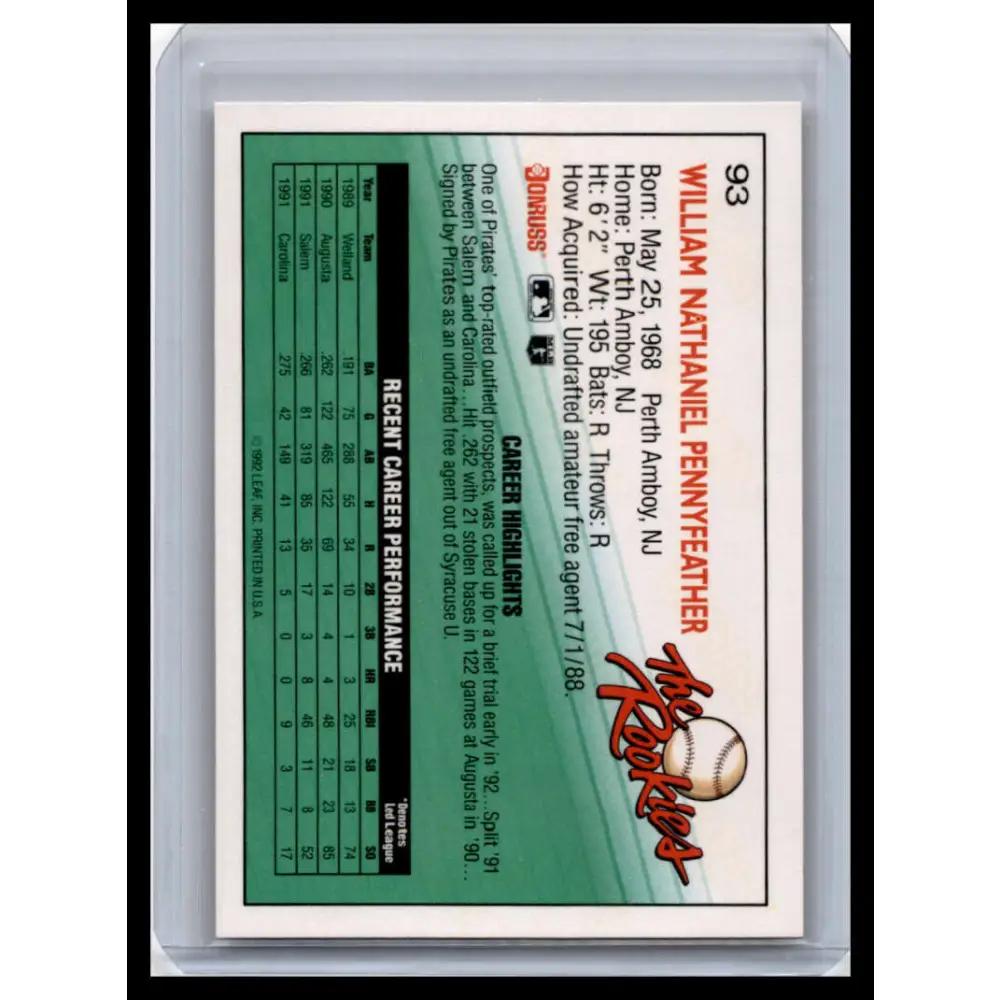 93
WILLIAM NATHANIEL PENNYFEATHER
The
Rookies
Born: May 25, 1968 Perth Amboy, NJ
Home: Perth Amboy, NJ
Ht: 6'2" Wt: 195 Bats: R Throws: R
How Acquired: Undrafted amateur free agent 7/1/88.
DONRUSS
MLB
CAREER HIGHLIGHTS
One of Pirates' top-rated outfield prospects, was called up for a brief trial early in '92...Split '91
between Salem and Carolina...Hit .262 with 21 stolen bases in 122 games at Augusta in '90...
Signed by Pirates as an undrafted free agent out of Syracuse U.
RECENT CAREER PERFORMANCE
*Denotes
Led League
Year Team BA G AB H R 2B 3B HR RBI SB BB SO
1989 Welland .191 75 288 55 34 10 1 3 25 18 13 74
1990 Augusta .262 122 465 122 69 14 4 4 48 21 23 85
1991 Salem .266 81 319 85 35 17 3 8 46 11 8 52
1991 Carolina .275 42 149 41 13 5 0 0 9 3 7 17
© 1992 LEAF, INC. PRINTED IN U.S.A.